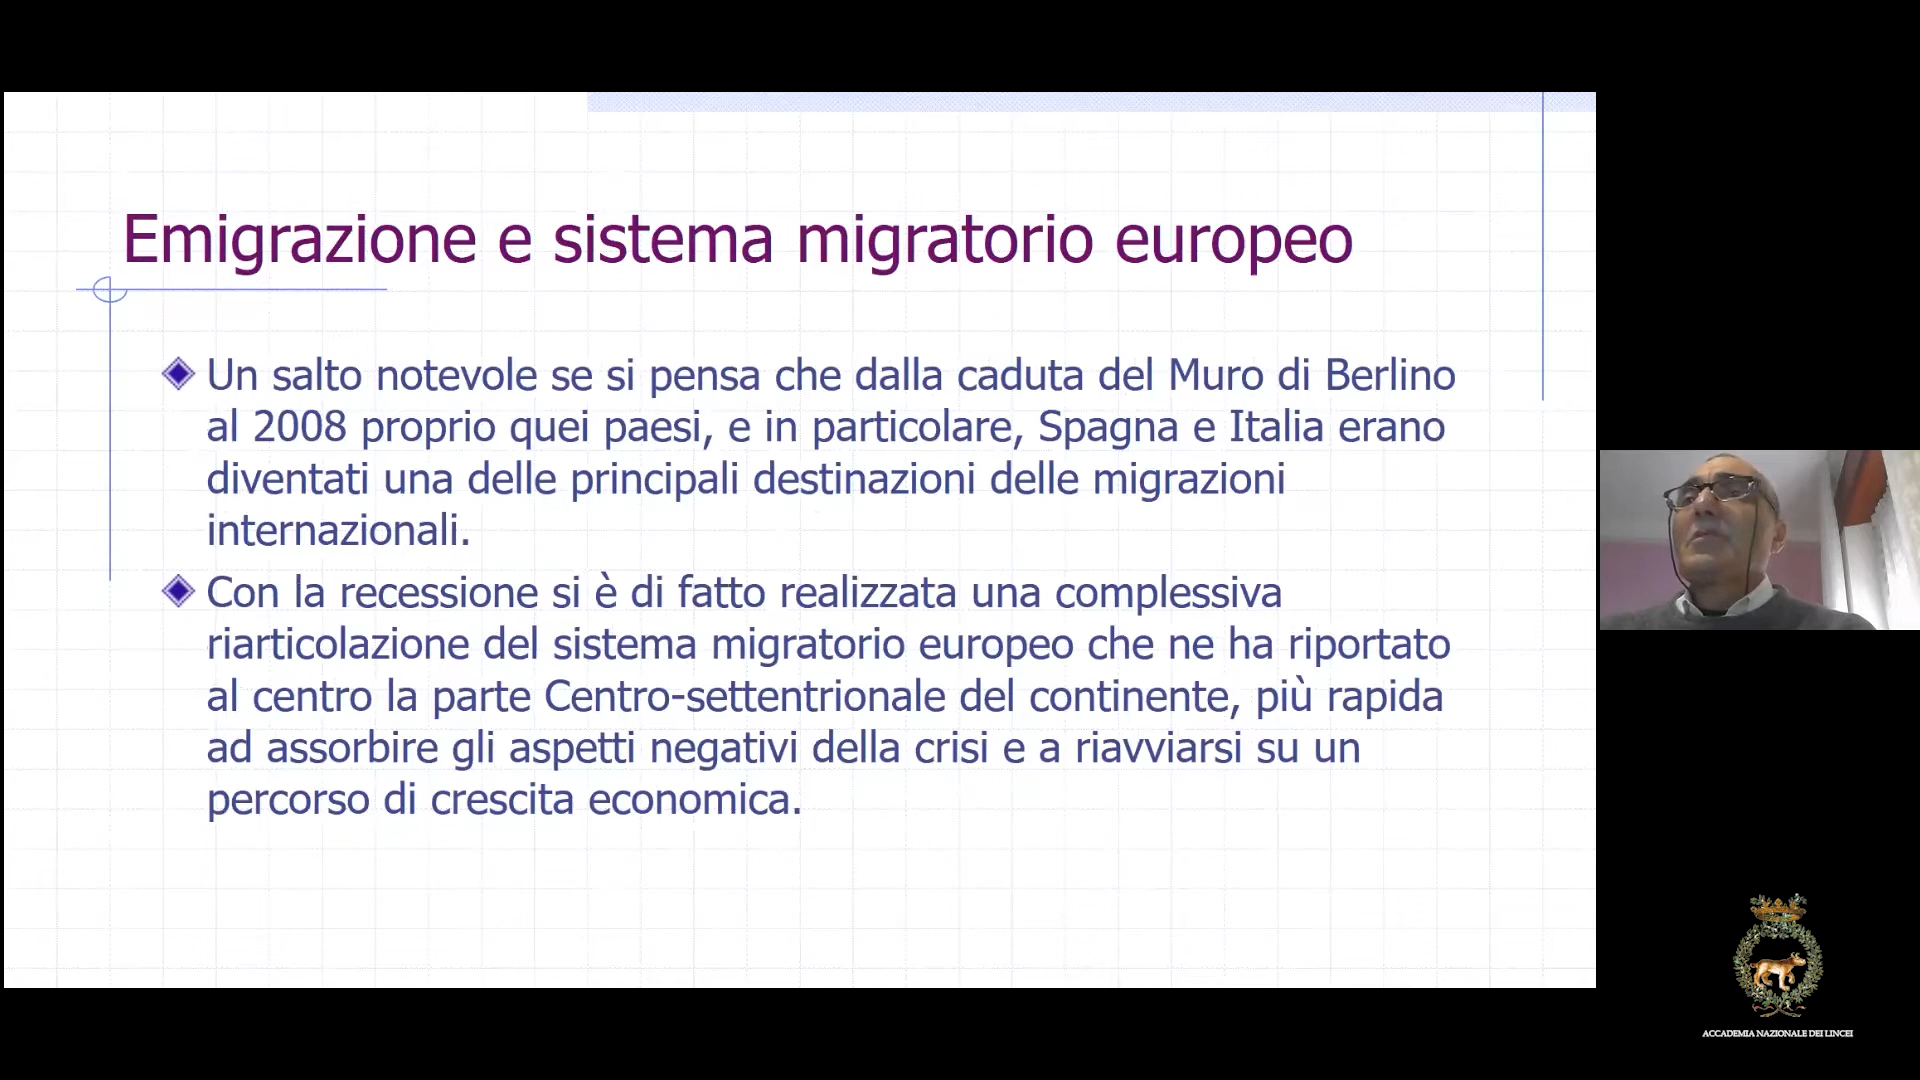 Emigrazione e sistema migratorio europeo
Un salto notevole se si pensa che dalla caduta del Muro di Berlino
al 2008 proprio quei paesi, e in particolare, Spagna e Italia erano
diventati una delle principali destinazioni delle migrazioni
internazionali.
Con la recessione si è di fatto realizzata una complessiva
riarticolazione del sistema migratorio europeo che ne ha riportato
al centro la parte Centro-settentrionale del continente, più rapida
ad assorbire gli aspetti negativi della crisi e a riavviarsi su un
percorso di crescita economica.
ACCADEMIA NAZIONALE DEI LINCEI